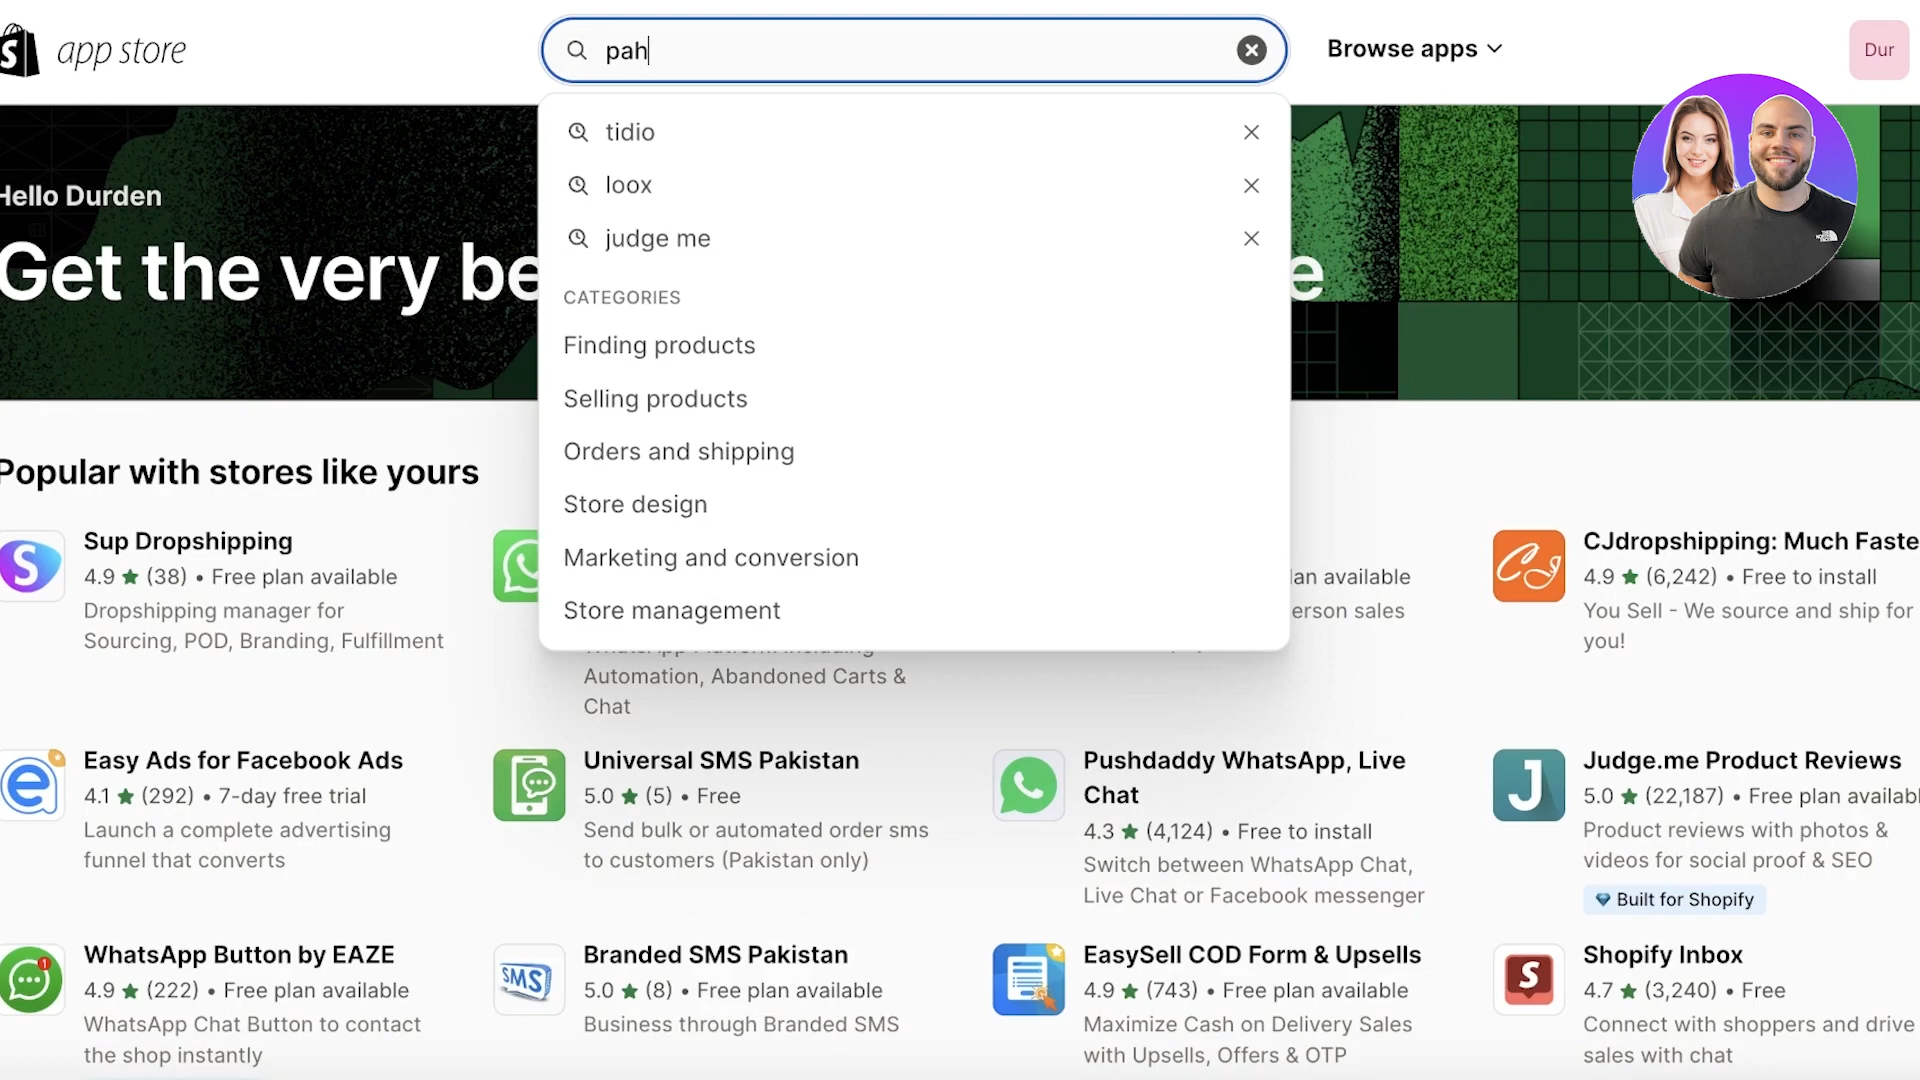 app store
pah
Browse apps
Dur
tidio
loox
judge me
CATEGORIES
Finding products
Selling products
Orders and shipping
Store design
Marketing and conversion
Store management
Hello Durden
Get the very be
e
Popular with stores like yours
Sup Dropshipping
4.9 ★ (38) • Free plan available
Dropshipping manager for
Sourcing, POD, Branding, Fulfillment
Automation, Abandoned Carts &
Chat
lan available
erson sales
CJdropshipping: Much Faste
4.9 ★ (6,242) • Free to install
You Sell - We source and ship for
you!
Easy Ads for Facebook Ads
4.1 ★ (292) • 7-day free trial
Launch a complete advertising
funnel that converts
Universal SMS Pakistan
5.0 ★ (5) • Free
Send bulk or automated order sms
to customers (Pakistan only)
Pushdaddy WhatsApp, Live
Chat
4.3 ★ (4,124) • Free to install
Switch between WhatsApp Chat,
Live Chat or Facebook messenger
Judge.me Product Reviews
5.0 ★ (22,187) • Free plan availabl
Product reviews with photos &
videos for social proof & SEO
Built for Shopify
WhatsApp Button by EAZE
4.9 ★ (222) • Free plan available
WhatsApp Chat Button to contact
the shop instantly
SMS
Branded SMS Pakistan
5.0 ★ (8) • Free plan available
Business through Branded SMS
EasySell COD Form & Upsells
4.9 ★ (743) • Free plan available
Maximize Cash on Delivery Sales
with Upsells, Offers & OTP
Shopify Inbox
4.7 ★ (3,240) • Free
Connect with shoppers and drive
sales with chat